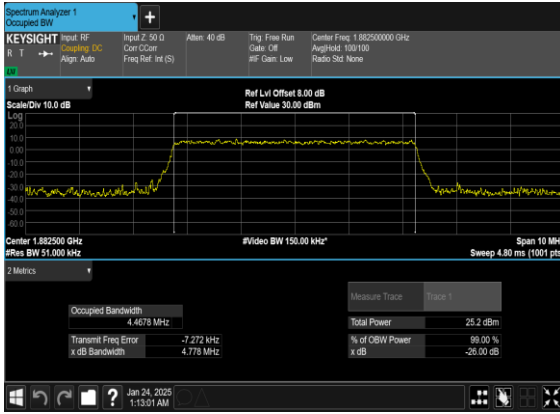 Spectrum Analyzer 1
Occupied BW
KEYSIGHT
R T
Input: RF
Coupling: DC
Align: Auto
Input Z: 50 Ω
Corr CCorr
Freq Ref: Int (S)
Atten: 40 dB
Trig: Free Run
Gate: Off
#IF Gain: Low
Center Freq: 1.882500000 GHz
Avg|Hold: 100/100
Radio Std: None
1 Graph
Scale/Div 10.0 dB
Ref Lvl Offset 8.00 dB
Ref Value 30.00 dBm
Log
20.0
10.0
0.00
-10.0
-20.0
-30.0
-40.0
-50.0
-60.0
Center 1.882500 GHz
#Video BW 150.00 kHz*
Span 10 MH
#Res BW 51.000 kHz
Sweep 4.80 ms (1001 pts
2 Metrics
Measure Trace
Trace 1
Occupied Bandwidth
4.4678 MHz
Total Power
25.2 dBm
Transmit Freq Error
-7.272 kHz
% of OBW Power
99.00 %
x dB Bandwidth
4.778 MHz
x dB
-26.00 dB
?
Jan 24, 2025
1:13:01 AM